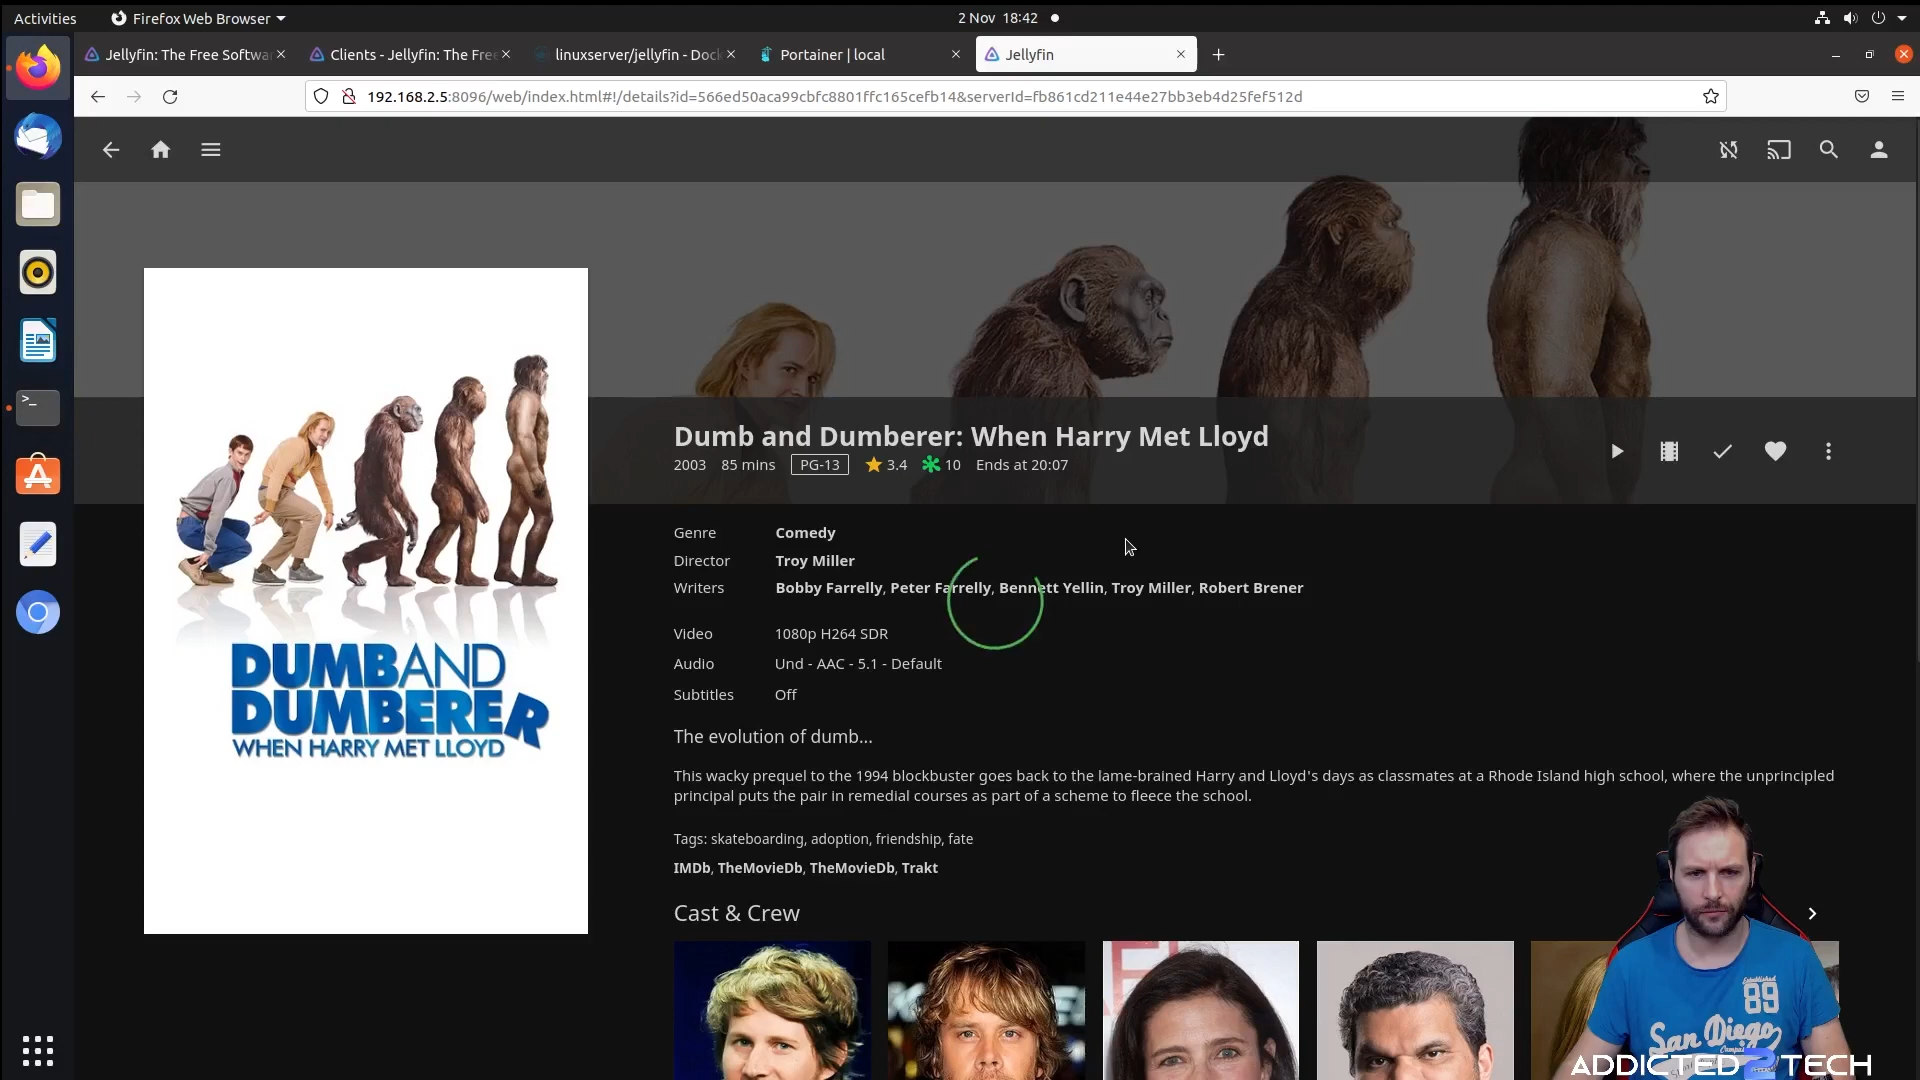 Activities
Firefox Web Browser
2 Nov 18:42
Jellyfin: The Free Softwa
Clients - Jellyfin: The Free
linuxserver/jellyfin - Dock
Portainer | local
Jellyfin
192.168.2.5:8096/web/index.html#!/details?id=566ed50aca99cbfc8801ffc165cefb14&serverId=fb861cd211e44e27bb3eb4d25fef512d
Dumb and Dumberer: When Harry Met Lloyd
2003 85 mins PG-13 3.4 10 Ends at 20:07
Genre Comedy
Director Troy Miller
Writers Bobby Farrelly, Peter Farrelly, Bennett Yellin, Troy Miller, Robert Brener
Video 1080p H264 SDR
Audio Und - AAC - 5.1 - Default
Subtitles Off
DUMBAND
DUMBERER
WHEN HARRY MET LLOYD
The evolution of dumb...
This wacky prequel to the 1994 blockbuster goes back to the lame-brained Harry and Lloyd's days as classmates at a Rhode Island high school, where the unprincipled
principal puts the pair in remedial courses as part of a scheme to fleece the school.
Tags: skateboarding, adoption, friendship, fate
IMDb, TheMovieDb, TheMovieDb, Trakt
Cast & Crew
89
San Diego
ADDICTED2TECH